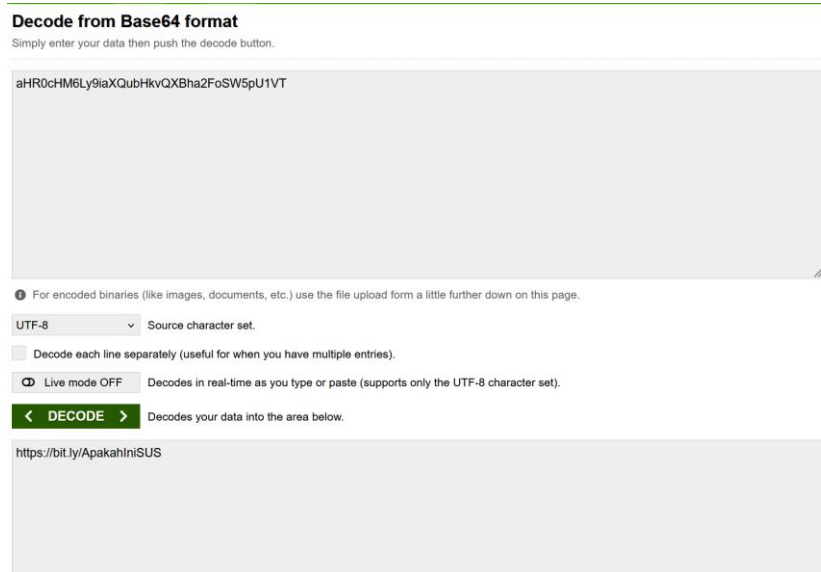 Decode from Base64 format
Simply enter your data then push the decode button.
aHR0cHM6Ly9iaXQubHkvQXBha2FoSW5pU1VT
For encoded binaries (like images, documents, etc.) use the file upload form a little further down on this page.
UTF-8 Source character set.
Decode each line separately (useful for when you have multiple entries).
Live mode OFF Decodes in real-time as you type or paste (supports only the UTF-8 character set).
< DECODE > Decodes your data into the area below.
https://bit.ly/ApakahIniSUS